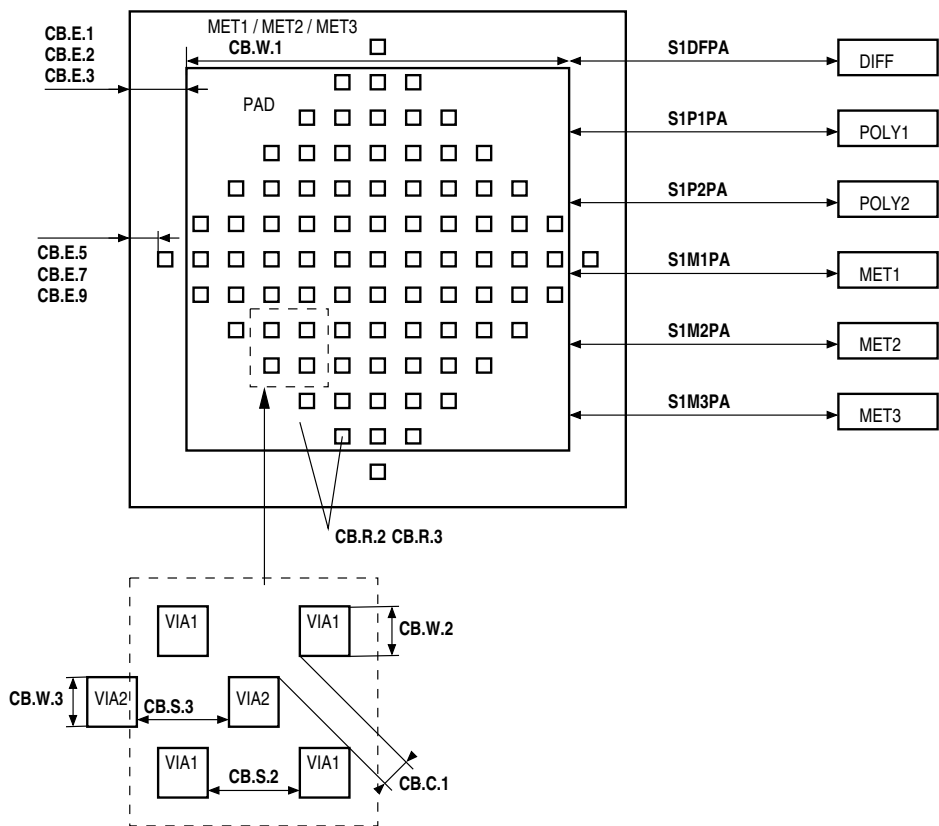 MET1 / MET2 / MET3
CB.E.1
CB.E.2
CB.E.3
CB.W.1
PAD
S1DFPA
DIFF
S1P1PA
POLY1
S1P2PA
POLY2
CB.E.5
CB.E.7
CB.E.9
S1M1PA
MET1
S1M2PA
MET2
S1M3PA
MET3
CB.R.2 CB.R.3
VIA1
VIA1
CB.W.2
CB.W.3
VIA2
CB.S.3
VIA2
VIA1
CB.S.2
VIA1
CB.C.1